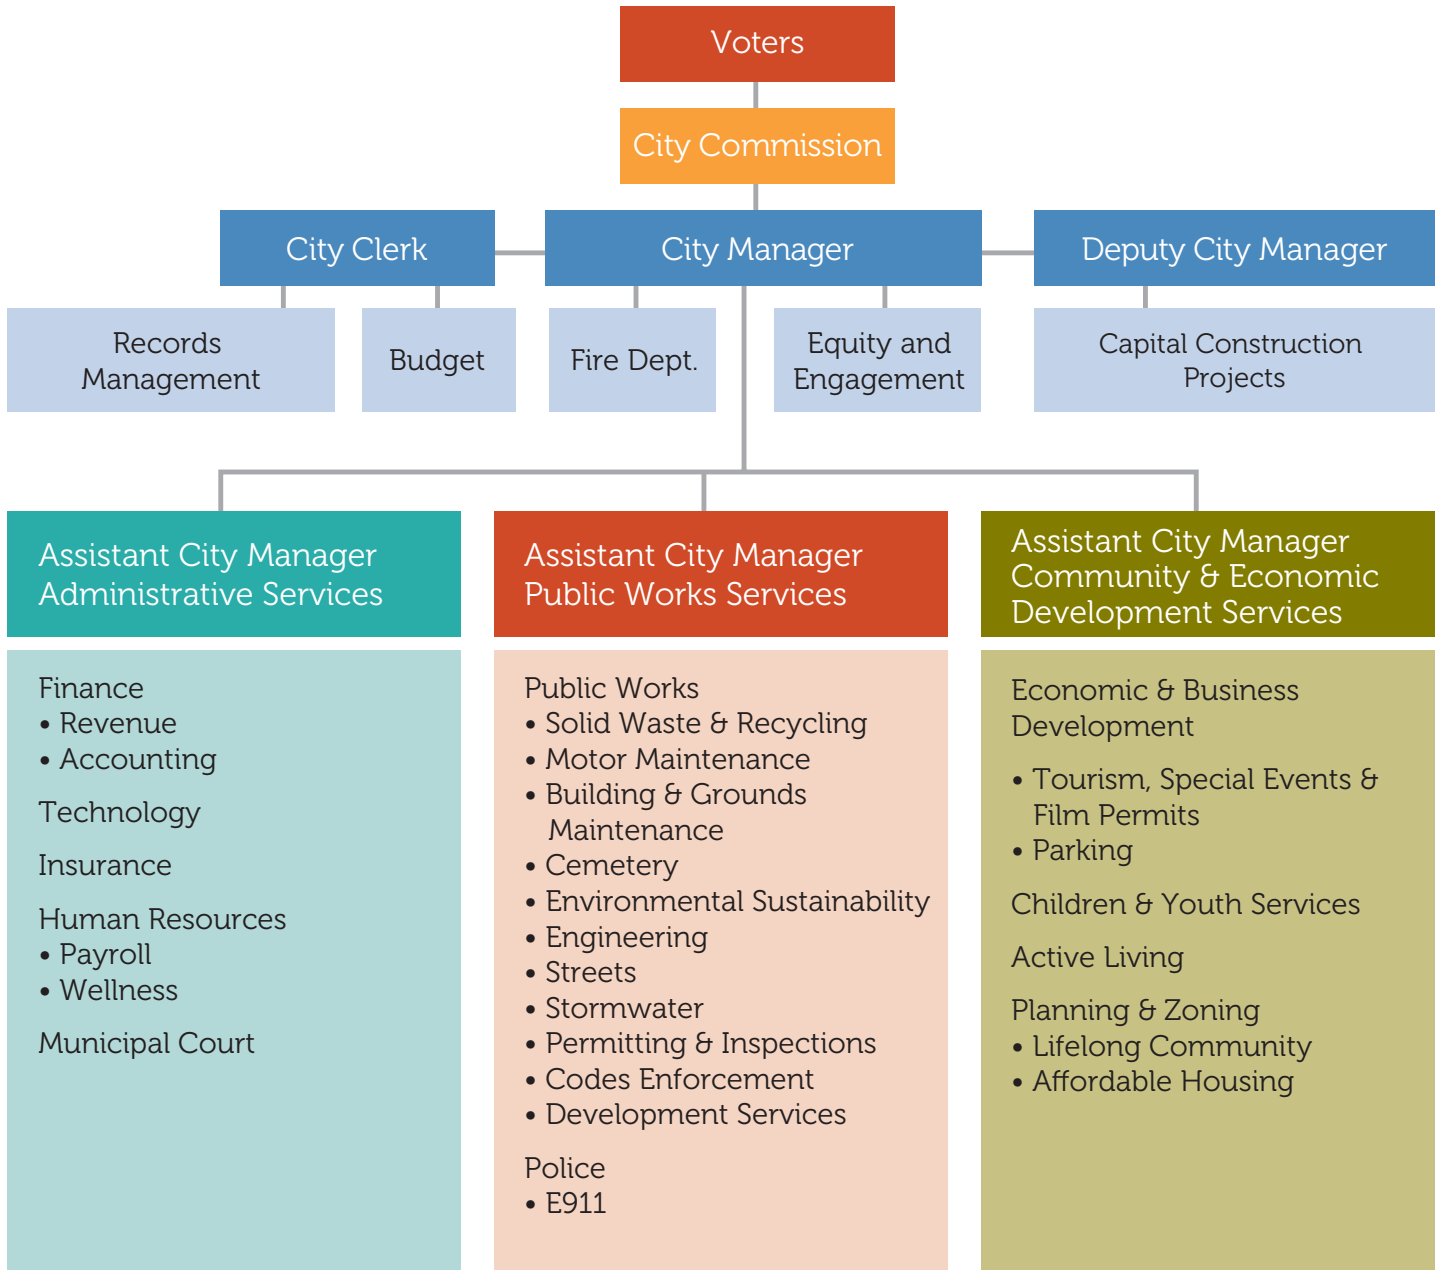 Voters
City Commission
City Clerk
City Manager
Deputy City Manager
Records
Management
Budget
Fire Dept.
Equity and
Engagement
Capital Construction
Projects
Assistant City Manager
Administrative Services
Finance
• Revenue
• Accounting
Technology
Insurance
Human Resources
• Payroll
• Wellness
Municipal Court
Assistant City Manager
Public Works Services
Public Works
• Solid Waste & Recycling
• Motor Maintenance
• Building & Grounds
Maintenance
• Cemetery
• Environmental Sustainability
• Engineering
• Streets
• Stormwater
• Permitting & Inspections
• Codes Enforcement
• Development Services
Police
• E911
Assistant City Manager
Community & Economic
Development Services
Economic & Business
Development
• Tourism, Special Events &
Film Permits
• Parking
Children & Youth Services
Active Living
Planning & Zoning
• Lifelong Community
• Affordable Housing